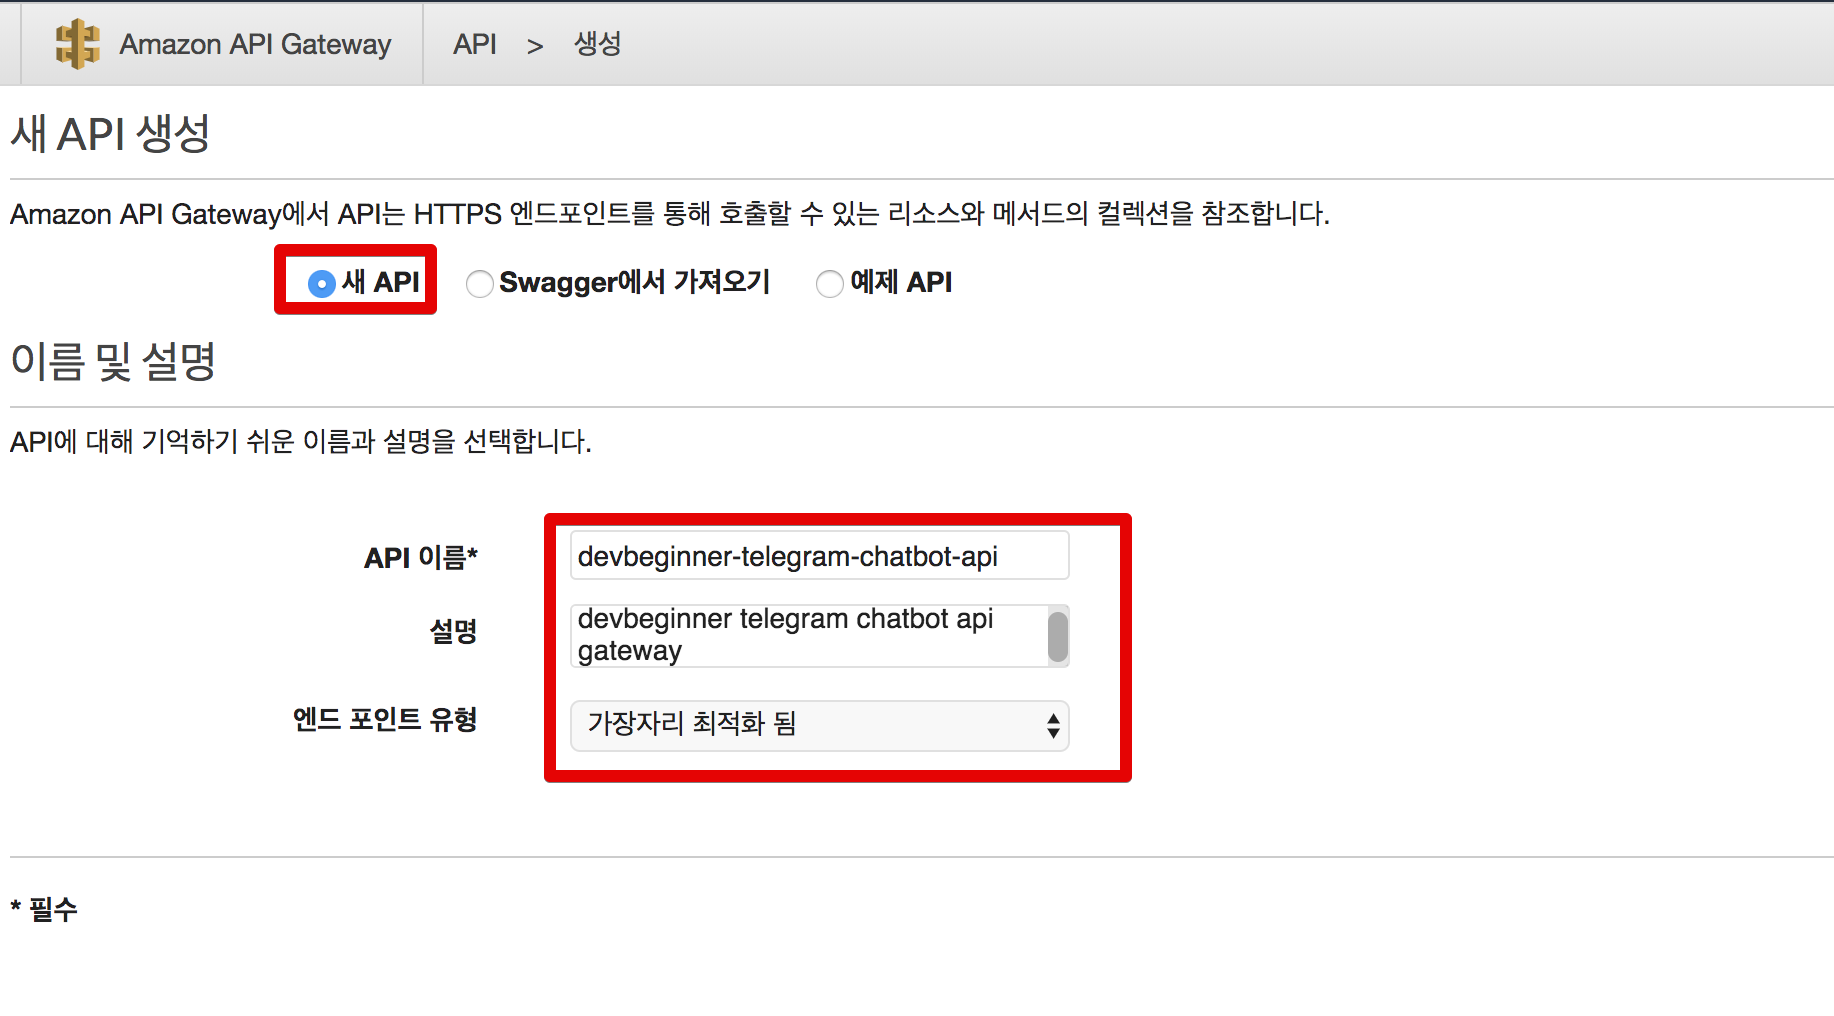 Amazon API Gateway API > 생성
새 API 생성
Amazon API Gateway에서 API는 HTTPS 엔드포인트를 통해 호출할 수 있는 리소스와 메서드의 컬렉션을 참조합니다.
새 API Swagger에서 가져오기 예제 API
이름 및 설명
API에 대해 기억하기 쉬운 이름과 설명을 선택합니다.
API 이름* devbeginner-telegram-chatbot-api
설명 devbeginner telegram chatbot api
gateway
엔드 포인트 유형 가장자리 최적화 됨
* 필수